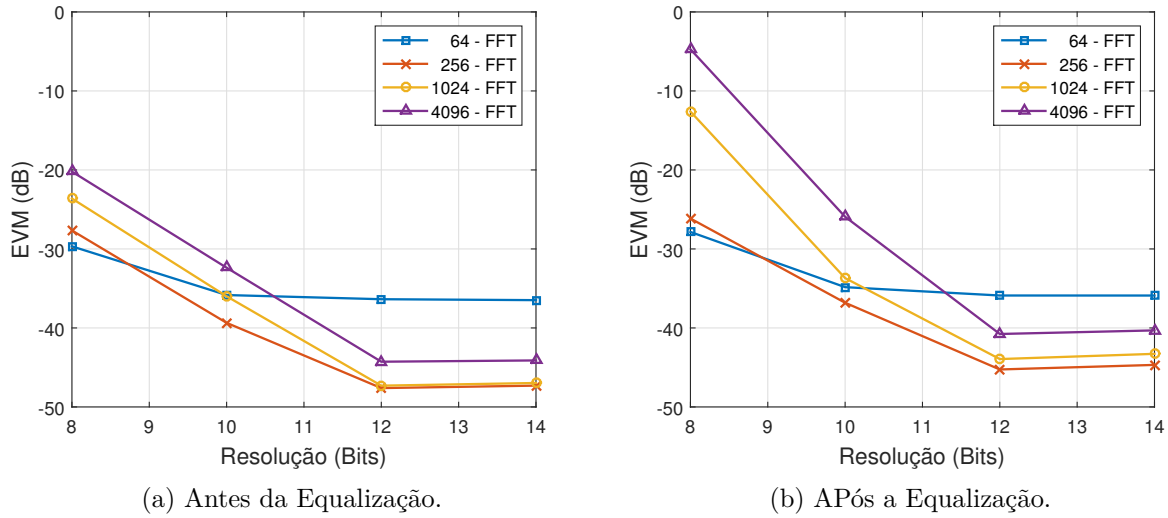 0
-10
-20
-30
-40
-50
EVM (dB)
8 9 10 11 12 13 14
Resolução (Bits)
64 - FFT
256 - FFT
1024 - FFT
4096 - FFT
(a) Antes da Equalização.
0
-10
-20
-30
-40
-50
EVM (dB)
8 9 10 11 12 13 14
Resolução (Bits)
64 - FFT
256 - FFT
1024 - FFT
4096 - FFT
(b) APós a Equalização.